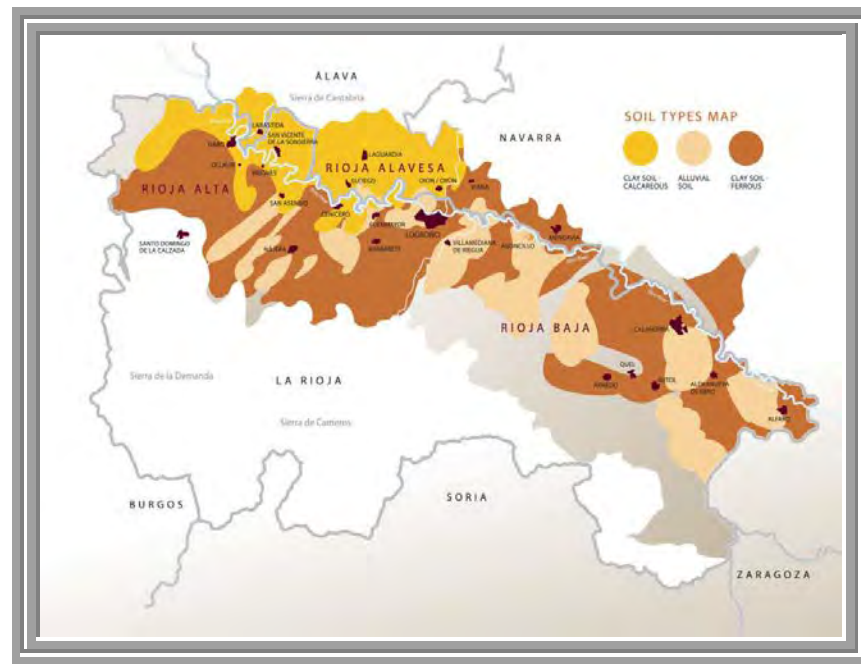 ÁLAVA
Sierra de Cantabria
SOIL TYPES MAP
CLAY SOIL -
CALCAREOUS
ALLUVIAL
SOIL
CLAY SOIL -
FERROUS
NAVARRA
LABASTIDA
SAN VICENTE
DE LA SONSIERRA
HARO
OLLAURI
BRIONES
LAGUARDIA
RIOJA ALAVESA
RIOJA ALTA
ELCIEGO
OION / OYÓN
VIANA
SAN ASENSIO
CENICERO
FUENMAYOR
LOGROÑO
SANTO DOMINGO
DE LA CALZADA
NÁJERA
NAVARRETE
VILLAMEDIANA
DE IREGUA
AGONCILLO
MENDAVIA
RIOJA BAJA
CALAHORRA
Sierra de la Demanda
LA RIOJA
QUEL
ARNEDO
AUTOL
ALDEANUEVA
DE EBRO
ALFARO
Sierra de Cameros
BURGOS
SORIA
ZARAGOZA